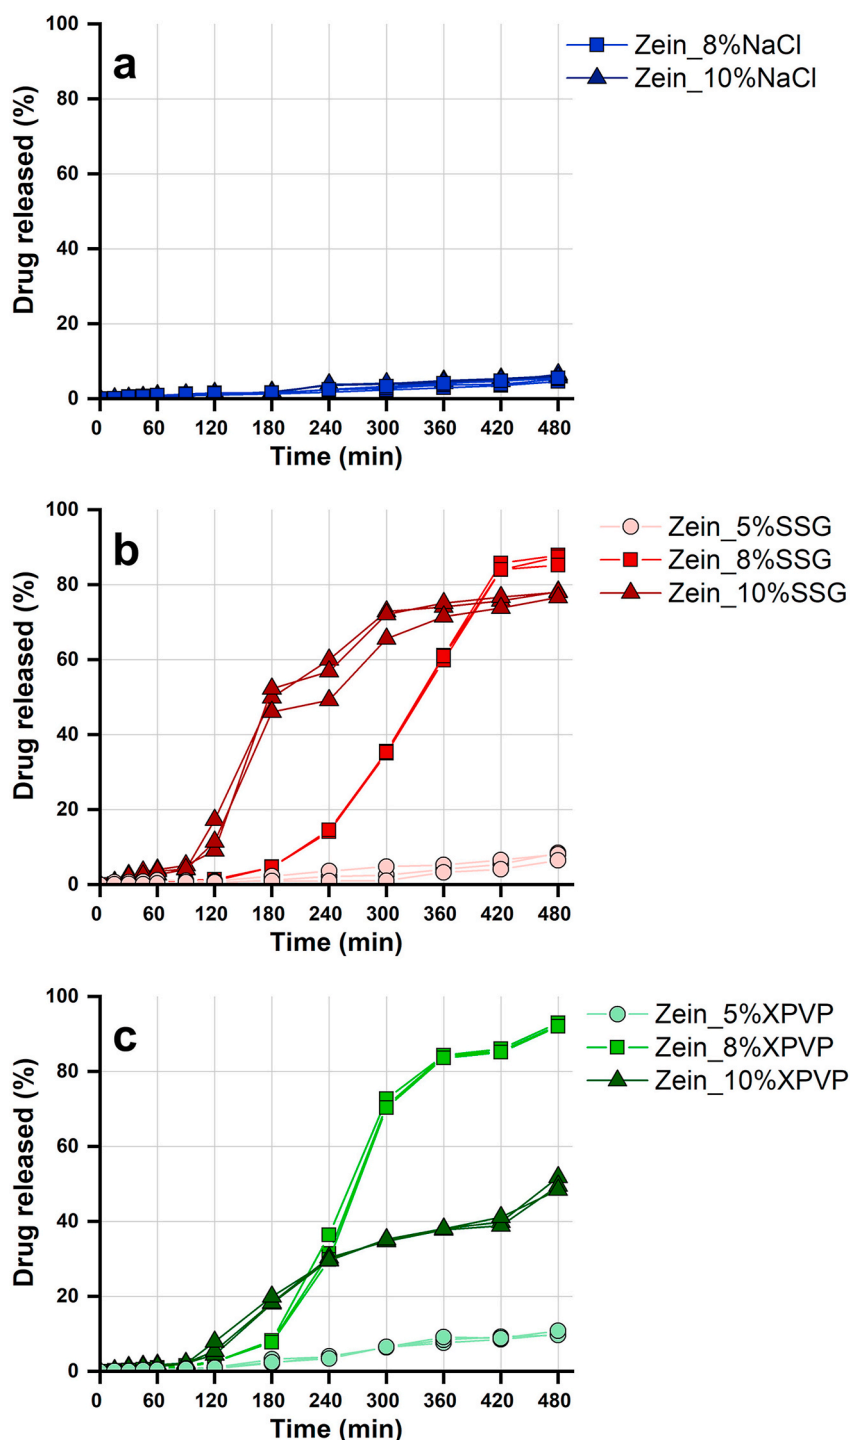 a
Drug released (%)
100
80
60
40
20
0
0 60 120 180 240 300 360 420 480
Time (min)
Zein_8%NaCl
Zein_10%NaCl
b
Drug released (%)
100
80
60
40
20
0
0 60 120 180 240 300 360 420 480
Time (min)
Zein_5%SSG
Zein_8%SSG
Zein_10%SSG
c
Drug released (%)
100
80
60
40
20
0
0 60 120 180 240 300 360 420 480
Time (min)
Zein_5%XPVP
Zein_8%XPVP
Zein_10%XPVP